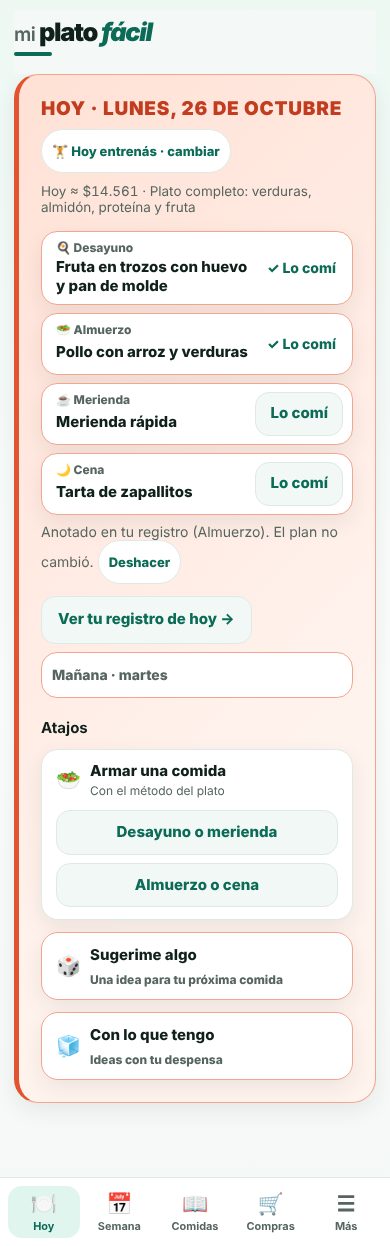 mi plato fácil
HOY · LUNES, 26 DE OCTUBRE
🏋️ Hoy entrenás · cambiar
Hoy ≈ $14.561 · Plato completo: verduras,
almidón, proteína y fruta
🍳 Desayuno
Fruta en trozos con huevo
y pan de molde
✓ Lo comí
🥗 Almuerzo
Pollo con arroz y verduras
✓ Lo comí
☕ Merienda
Merienda rápida
Lo comí
🌙 Cena
Tarta de zapallitos
Lo comí
Anotado en tu registro (Almuerzo). El plan no
cambió. Deshacer
Ver tu registro de hoy →
Mañana · martes
Atajos
Armar una comida
Con el método del plato
Desayuno o merienda
Almuerzo o cena
Sugerime algo
Una idea para tu próxima comida
Con lo que tengo
Ideas con tu despensa
Hoy
Semana
Comidas
Compras
Más